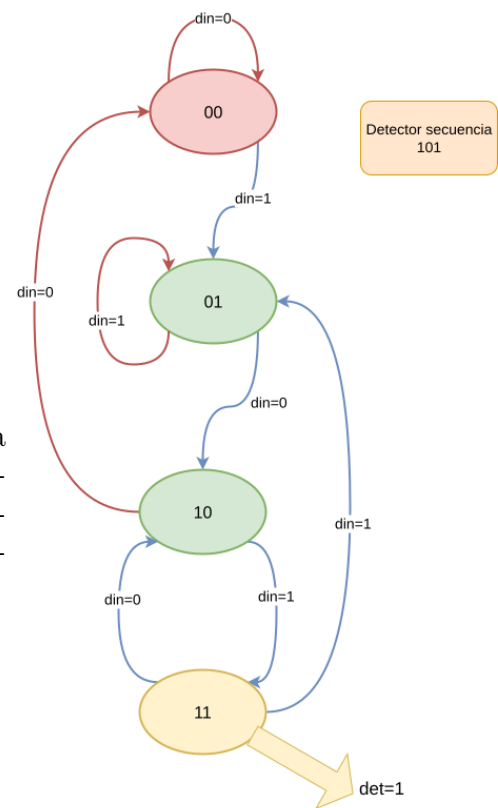 din=0
00
Detector secuencia
101
din=1
din=0
01
din=1
din=0
a
10
din=1
din=0
din=1
11
det=1